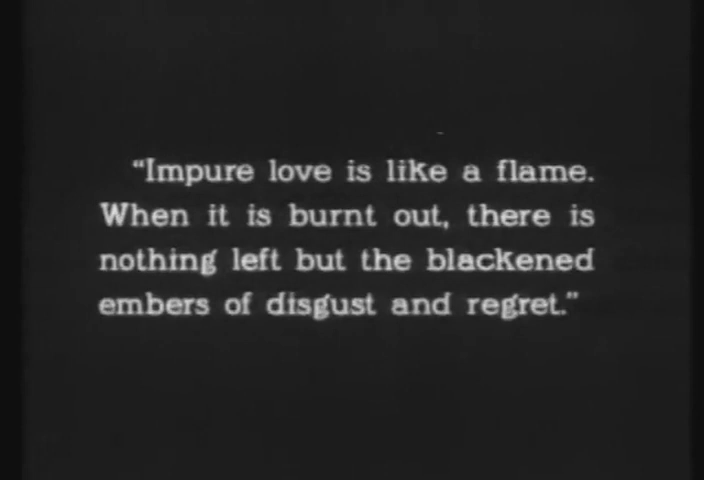 “Impure love is like a flame.
When it is burnt out, there is
nothing left but the blackened
embers of disgust and regret.”